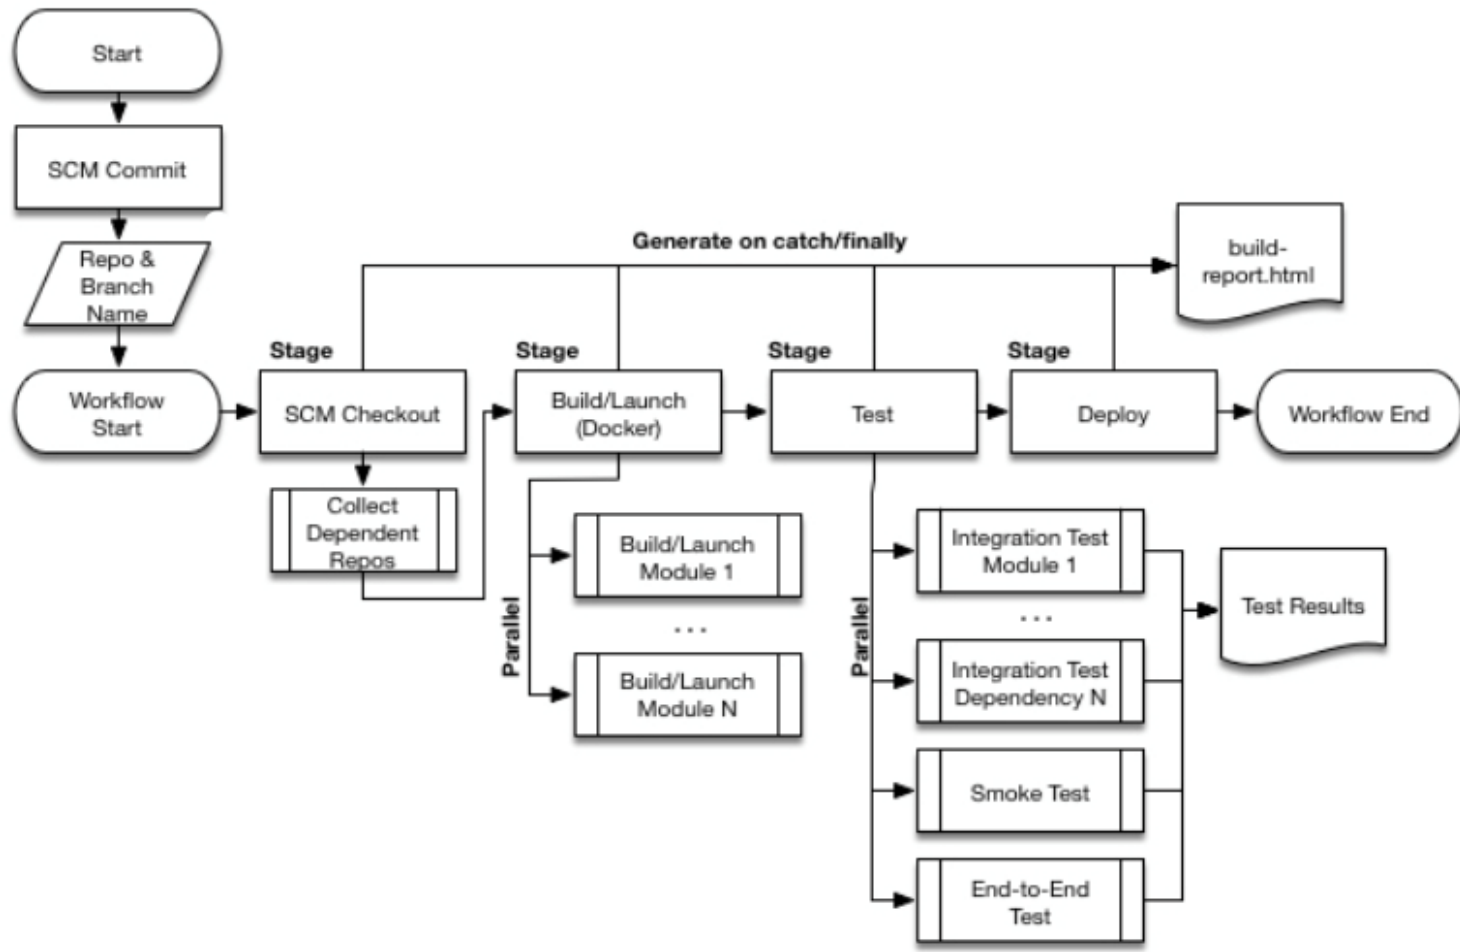 Start
SCM Commit
Repo &
Branch
Name
Workflow
Start
Generate on catch/finally
build-
report.html
Stage
SCM Checkout
Collect
Dependent
Repos
Stage
Build/Launch
(Docker)
Parallel
Build/Launch
Module 1
...
Build/Launch
Module N
Stage
Test
Parallel
Integration Test
Module 1
...
Integration Test
Dependency N
Smoke Test
End-to-End
Test
Test Results
Stage
Deploy
Workflow End